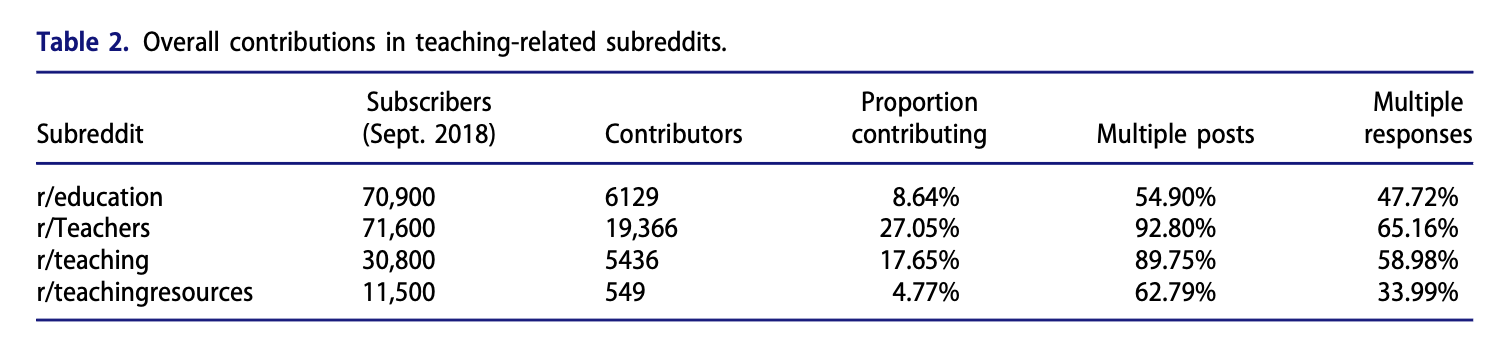 Table 2. Overall contributions in teaching-related subreddits.
Subscribers Proportion Multiple
Subreddit (Sept. 2018) Contributors contributing Multiple posts responses
r/education 70,900 6129 8.64% 54.90% 47.72%
r/Teachers 71,600 19,366 27.05% 92.80% 65.16%
r/teaching 30,800 5436 17.65% 89.75% 58.98%
r/teachingresources 11,500 549 4.77% 62.79% 33.99%